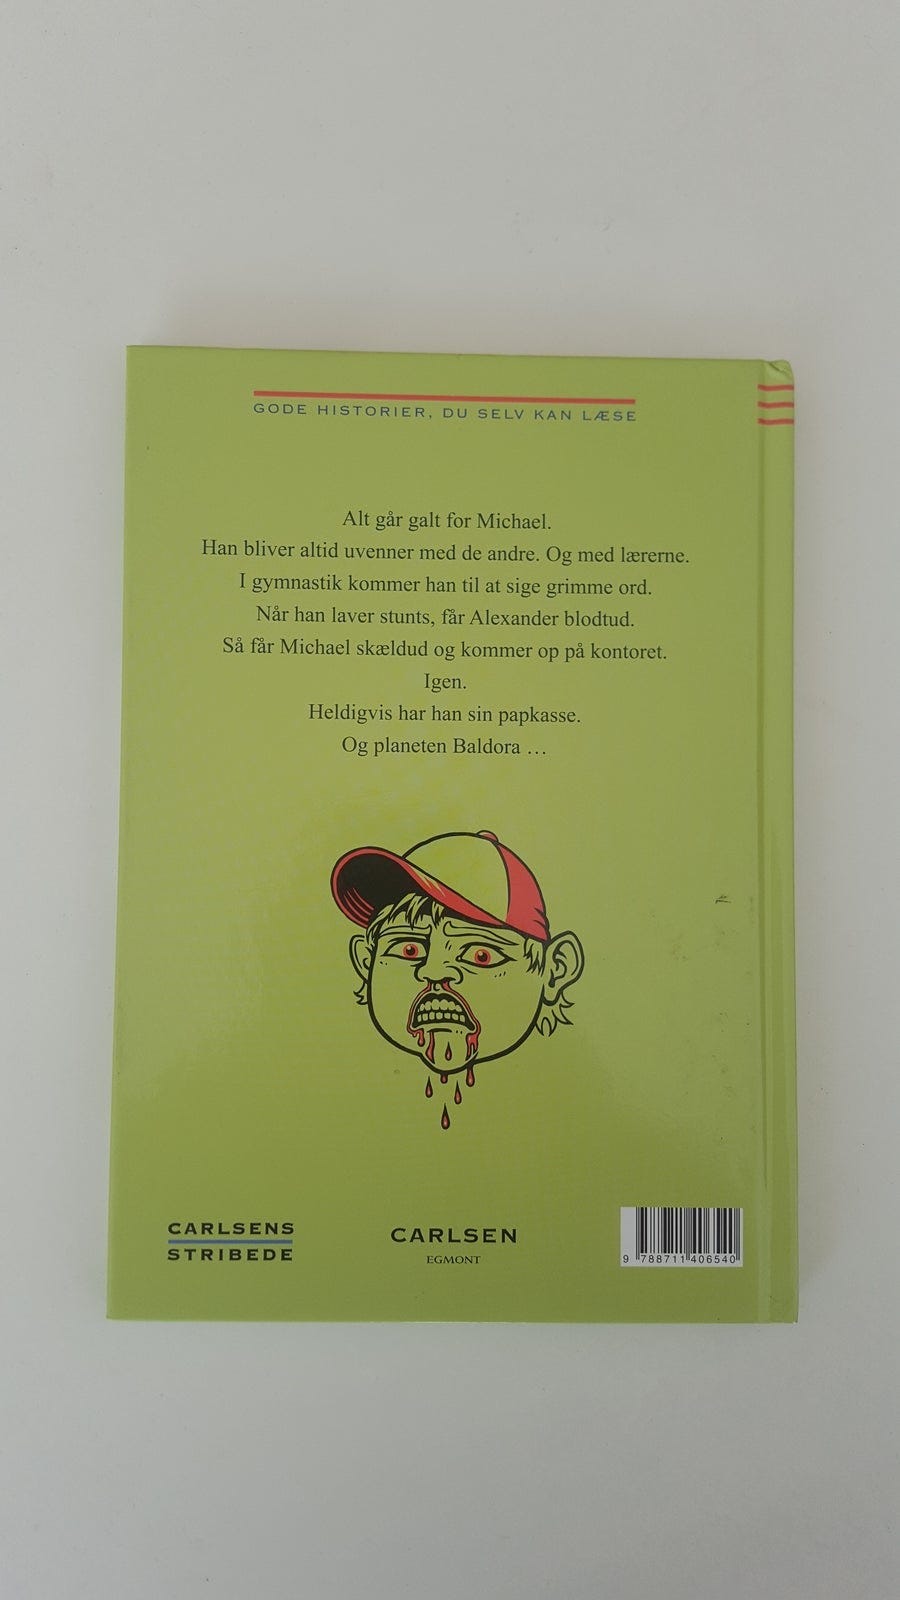 GODE HISTORIER, DU SELV KAN LÆSE
Alt går galt for Michael.
Han bliver altid uvenner med de andre. Og med lærerne.
I gymnastik kommer han til at sige grimme ord.
Når han laver stunts, får Alexander blodtud.
Så får Michael skældud og kommer op på kontoret.
Igen.
Heldigvis har han sin papkasse.
Og planeten Baldora …
CARLSENS
STRIBEDE
CARLSEN
EGMONT
9 788711 406540